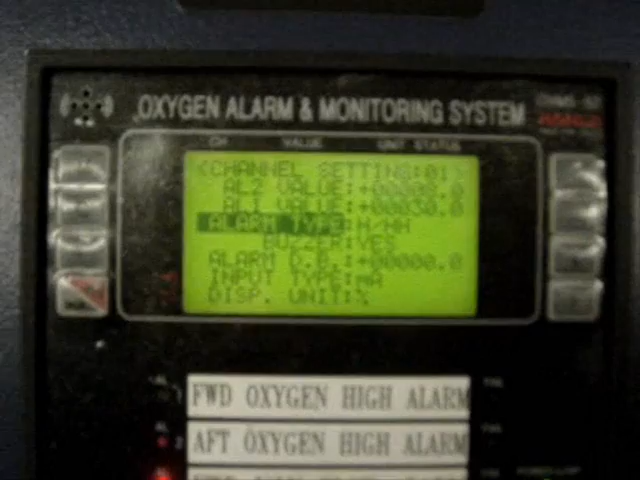 OXYGEN ALARM & MONITORING SYSTEM
CH VALUE UNIT STATUS
<CHANNEL SETTING:01>
AL2 VALUE:+00008.0
AL1 VALUE:+00030.0
ALARM TYPE:H/HH
BUZZER:YES
ALARM D.B.:+00000.0
INPUT TYPE:mA
DISP. UNIT:%
FWD OXYGEN HIGH ALARM
AL 2
AFT OXYGEN HIGH ALARM